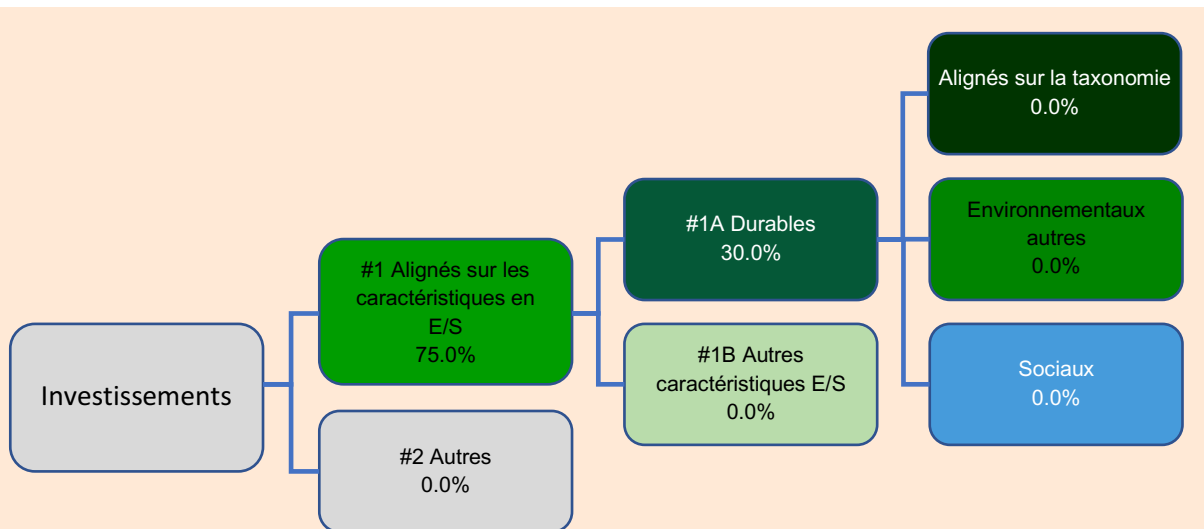 Investissements
#1 Alignés sur les
caractéristiques en
E/S
75.0%
#2 Autres
0.0%
#1A Durables
30.0%
#1B Autres
caractéristiques E/S
0.0%
Alignés sur la taxonomie
0.0%
Environnementaux
autres
0.0%
Sociaux
0.0%